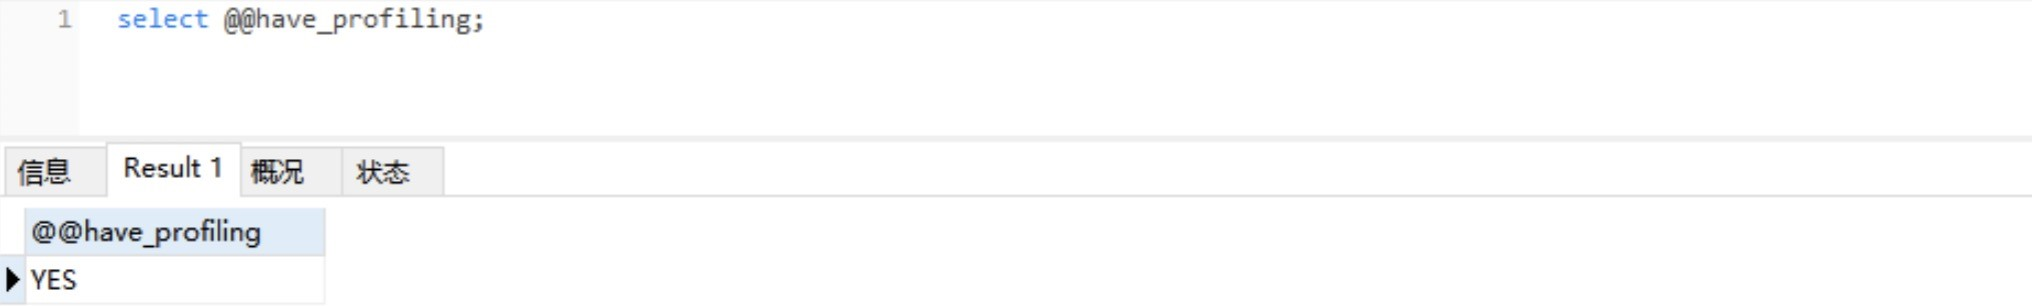 1 select @@have_profiling;
信息 Result 1 概况 状态
@@have_profiling
YES